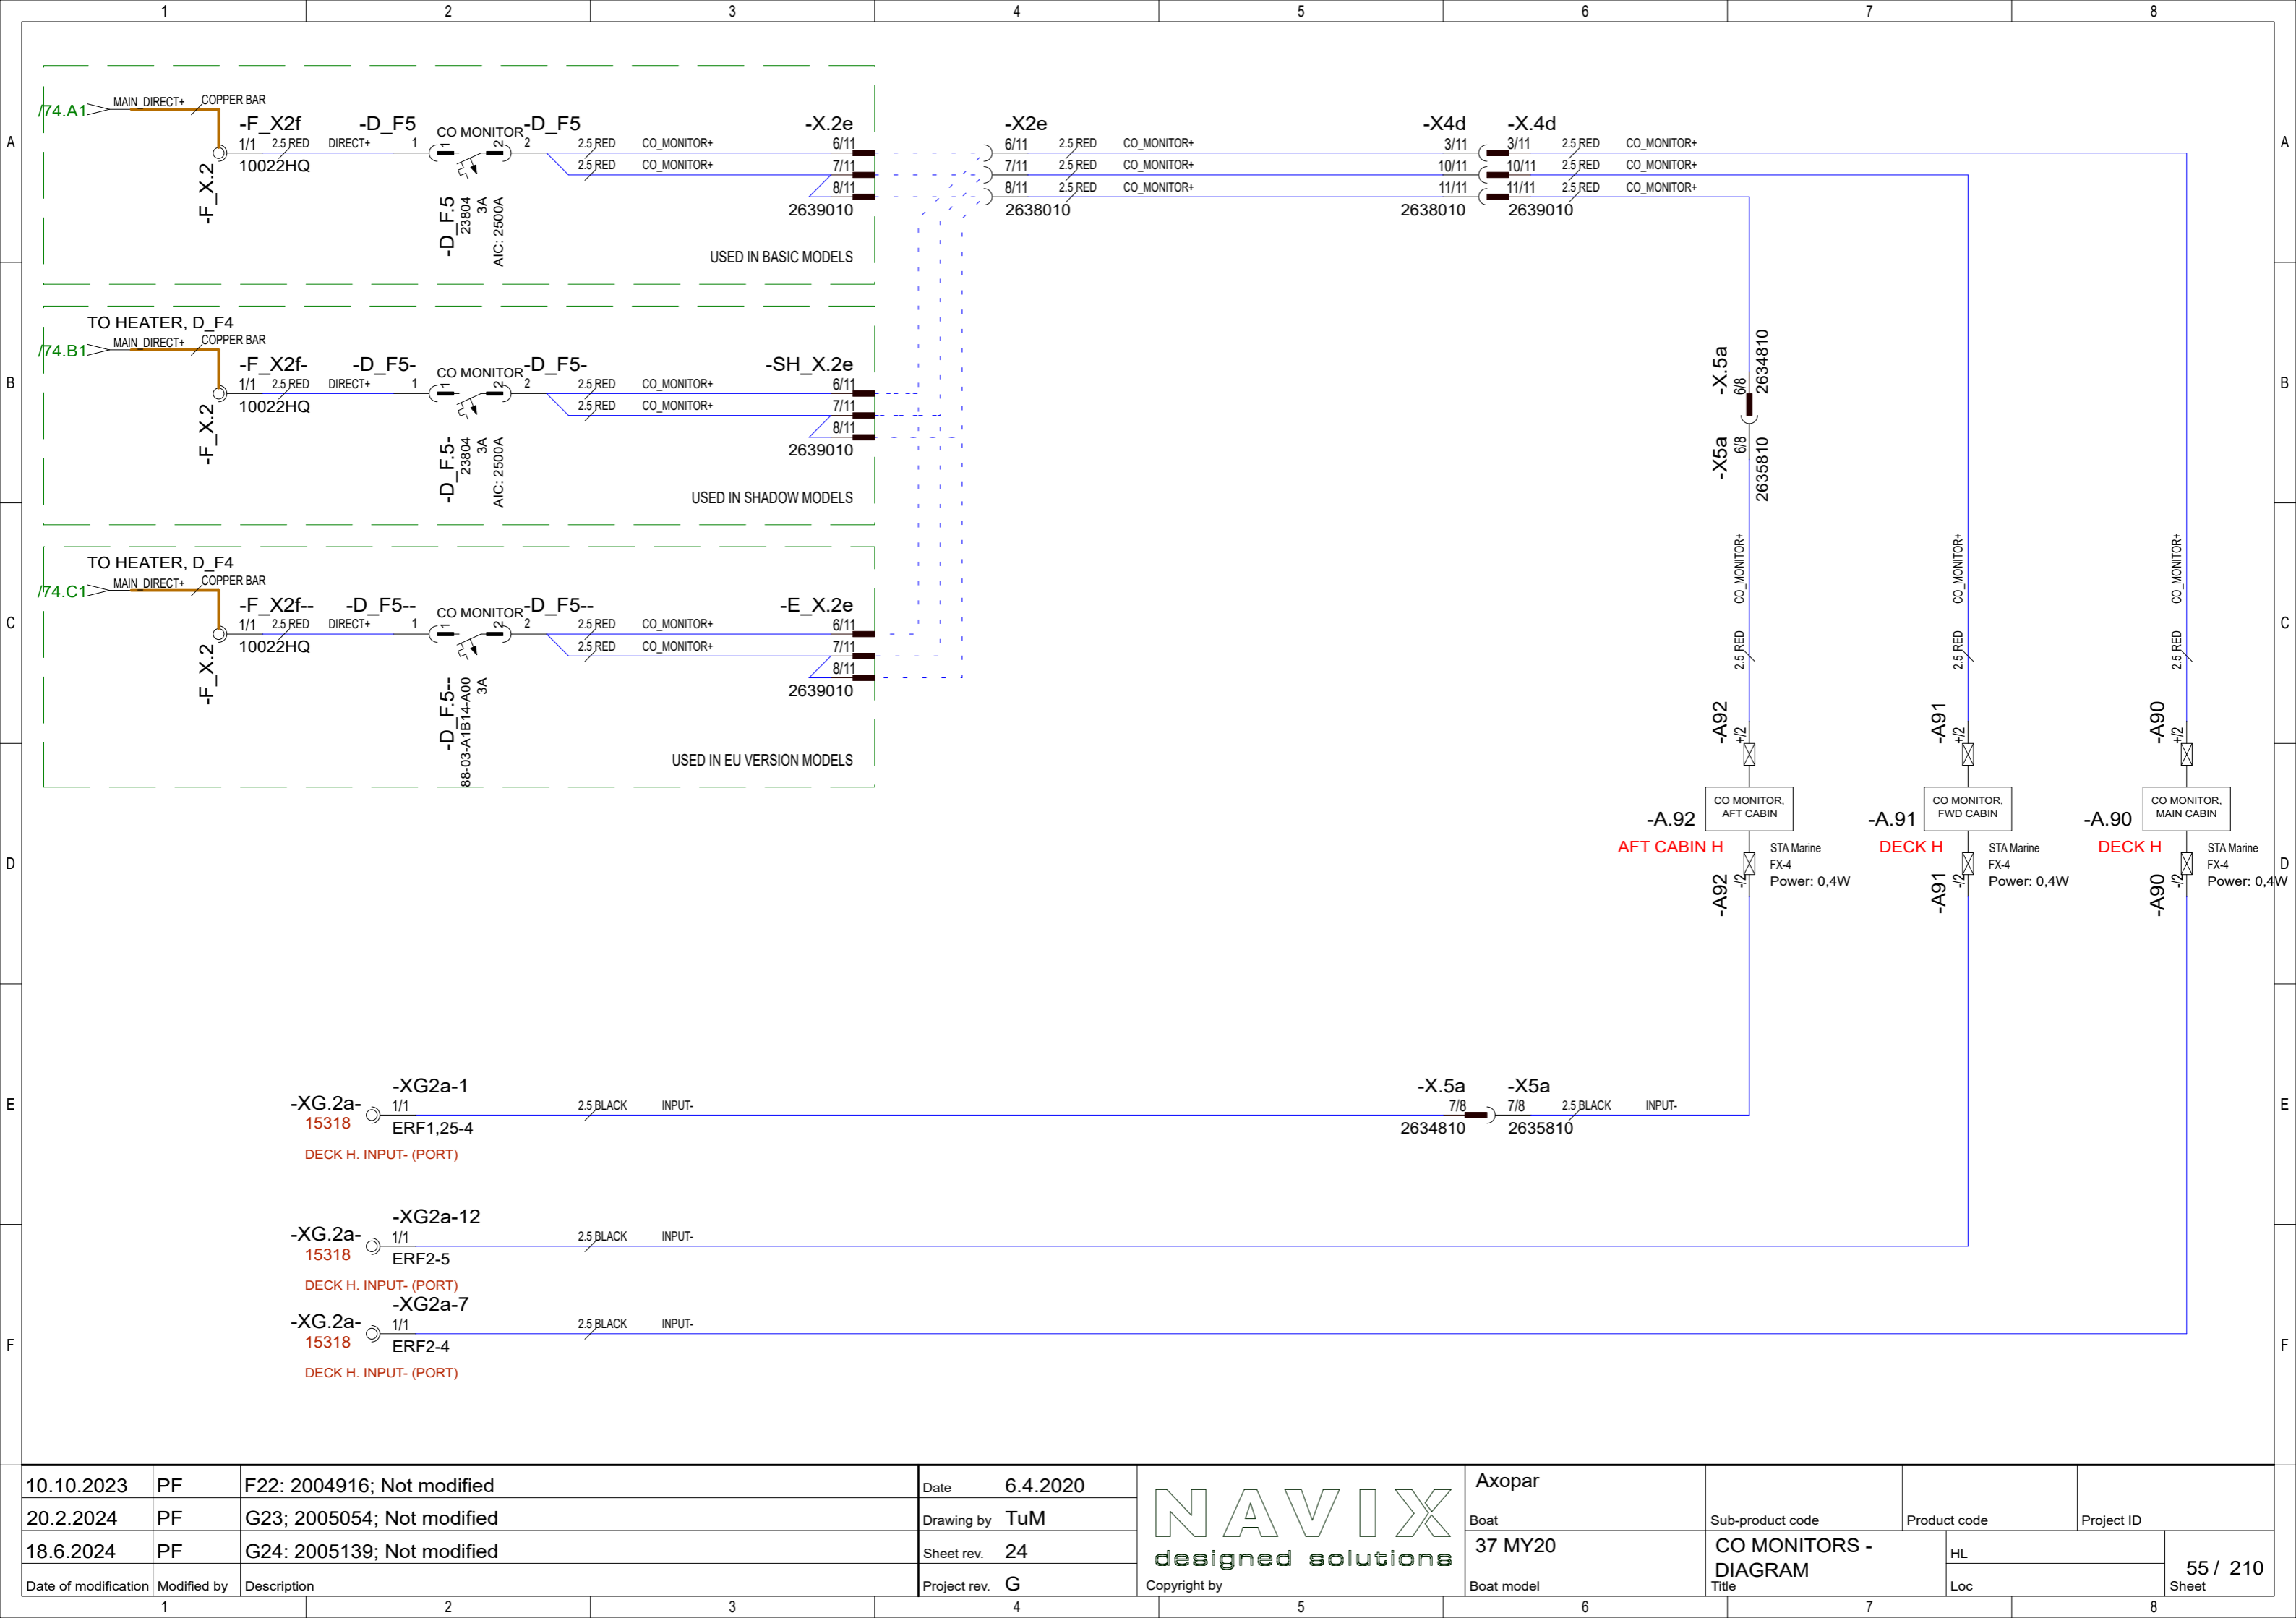 1 2 3 4 5 6 7 8
A
/74.A1 MAIN_DIRECT+ COPPER BAR
-F_X2f -D_F5 CO MONITOR -D_F5 -X.2e
1/1 2.5 RED DIRECT+ 1 1 2 2 2.5 RED CO_MONITOR+ 6/11
2.5 RED CO_MONITOR+ 7/11
8/11
10022HQ 2639010
-F_X.2
-D_F.5
23804
3A
AIC: 2500A
USED IN BASIC MODELS
-X2e -X4d -X.4d
6/11 2.5 RED CO_MONITOR+ 3/11 3/11 2.5 RED CO_MONITOR+
7/11 2.5 RED CO_MONITOR+ 10/11 10/11 2.5 RED CO_MONITOR+
8/11 2.5 RED CO_MONITOR+ 11/11 11/11 2.5 RED CO_MONITOR+
2638010 2638010 2639010
A
B
TO HEATER, D_F4
/74.B1 MAIN_DIRECT+ COPPER BAR
-F_X2f- -D_F5- CO MONITOR -D_F5- -SH_X.2e
1/1 2.5 RED DIRECT+ 1 1 2 2 2.5 RED CO_MONITOR+ 6/11
2.5 RED CO_MONITOR+ 7/11
8/11
10022HQ 2639010
-F_X.2
-D_F.5-
23804
3A
AIC: 2500A
USED IN SHADOW MODELS
-X.5a 6/8 2634810
-X5a 6/8 2635810
B
C
TO HEATER, D_F4
/74.C1 MAIN_DIRECT+ COPPER BAR
-F_X2f-- -D_F5-- CO MONITOR -D_F5-- -E_X.2e
1/1 2.5 RED DIRECT+ 1 1 2 2 2.5 RED CO_MONITOR+ 6/11
2.5 RED CO_MONITOR+ 7/11
8/11
10022HQ 2639010
-F_X.2
-D_F.5--
88-03-A1B14-A00
3A
USED IN EU VERSION MODELS
CO_MONITOR+ CO_MONITOR+ CO_MONITOR+
2.5 RED 2.5 RED 2.5 RED
C
-A92 +/2 -A91 +/2 -A90 +/2
D
CO MONITOR, AFT CABIN
-A.92
AFT CABIN H
STA Marine
FX-4
Power: 0,4W
-A92 -/2
CO MONITOR, FWD CABIN
-A.91
DECK H
STA Marine
FX-4
Power: 0,4W
-A91 -/2
CO MONITOR, MAIN CABIN
-A.90
DECK H
STA Marine
FX-4
Power: 0,4W
-A90 -/2
D
E
-XG2a-1 -X.5a -X5a
-XG.2a- 1/1 2.5 BLACK INPUT- 7/8 7/8 2.5 BLACK INPUT-
15318 ERF1,25-4 2634810 2635810
DECK H. INPUT- (PORT)
E
-XG2a-12
-XG.2a- 1/1 2.5 BLACK INPUT-
15318 ERF2-5
DECK H. INPUT- (PORT)
F
-XG2a-7
-XG.2a- 1/1 2.5 BLACK INPUT-
15318 ERF2-4
DECK H. INPUT- (PORT)
F
10.10.2023 PF F22: 2004916; Not modified
20.2.2024 PF G23; 2005054; Not modified
18.6.2024 PF G24: 2005139; Not modified
Date of modification Modified by Description
Date 6.4.2020
Drawing by TuM
Sheet rev. 24
Project rev. G
NAVIX
designed solutions
Copyright by
Axopar
Boat
37 MY20
Boat model
Sub-product code Product code Project ID
CO MONITORS -
DIAGRAM
Title
HL
Loc
55 / 210
Sheet
1 2 3 4 5 6 7 8